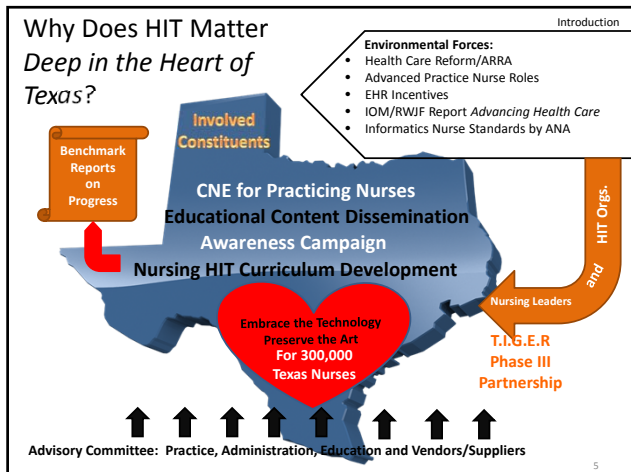 Introduction
Why Does HIT Matter
Deep in the Heart of
Texas?
Environmental Forces:
• Health Care Reform/ARRA
• Advanced Practice Nurse Roles
• EHR Incentives
• IOM/RWJF Report Advancing Health Care
• Informatics Nurse Standards by ANA
Involved
Constituents
Benchmark
Reports
on
Progress
CNE for Practicing Nurses
Educational Content Dissemination
Awareness Campaign
Nursing HIT Curriculum Development
HIT Orgs.
and
Nursing Leaders
Embrace the Technology
Preserve the Art
For 300,000
Texas Nurses
T.I.G.E.R
Phase III
Partnership
Advisory Committee: Practice, Administration, Education and Vendors/Suppliers
5